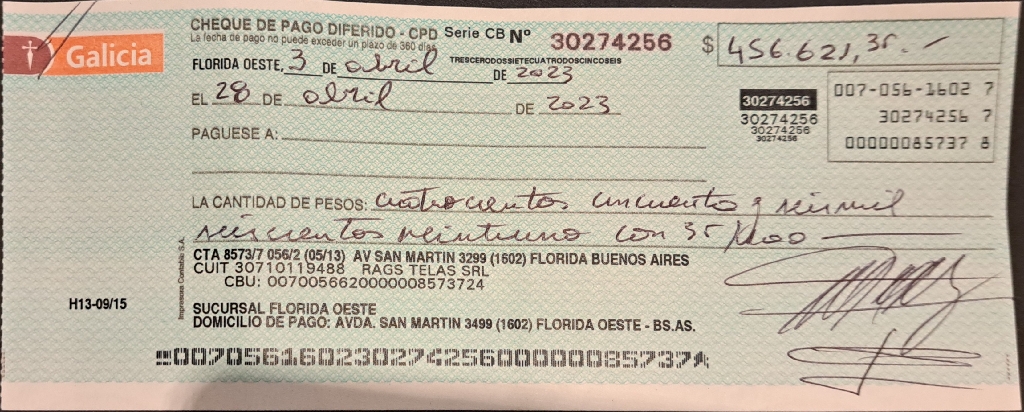 Galicia
CHEQUE DE PAGO DIFERIDO - CPD Serie CB Nº 30274256 $ 456.621,35.-
La fecha de pago no puede exceder un plazo de 360 días
TRESCERODOSSIETECUATRODOSCINCOSEIS
FLORIDA OESTE, 3 DE abril DE 2023
EL 28 DE abril DE 2023
30274256
30274256
30274256
30274256
007-056-1602 7
30274256 7
00000085737 8
PAGUESE A:
LA CANTIDAD DE PESOS: cuatrocientos cincuenta y seis mil
seiscientos veintiuno con 35/100
CTA 8573/7 056/2 (05/13) AV SAN MARTIN 3299 (1602) FLORIDA BUENOS AIRES
CUIT 30710119488 RAGS TELAS SRL
CBU: 0070056620000008573724
H13-09/15
Imprenta Contable S.A.
SUCURSAL FLORIDA OESTE
DOMICILIO DE PAGO: AVDA. SAN MARTIN 3499 (1602) FLORIDA OESTE - BS.AS.
00705616023027425600000085737